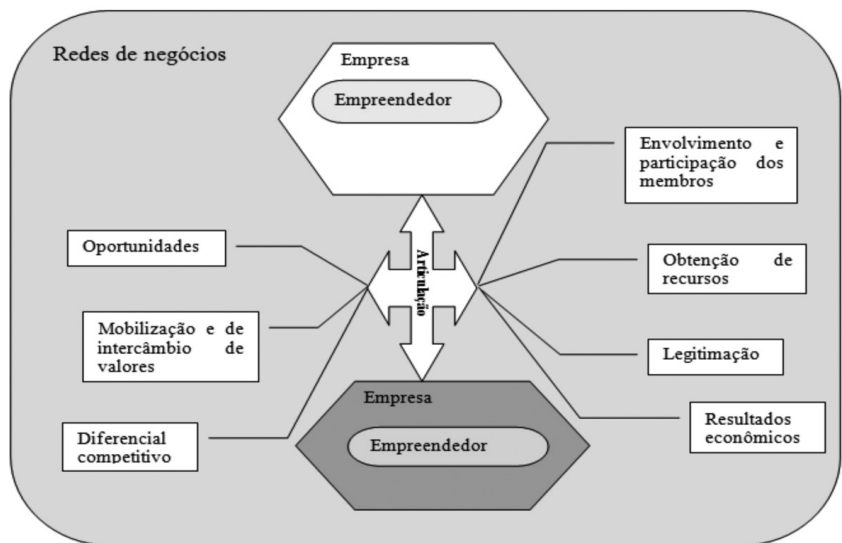 Redes de negócios
Empresa
Empreendedor
Envolvimento e
participação dos
membros
Oportunidades
Articulação
Obtenção de
recursos
Mobilização e de
intercâmbio de
valores
Legitimação
Empresa
Empreendedor
Resultados
econômicos
Diferencial
competitivo